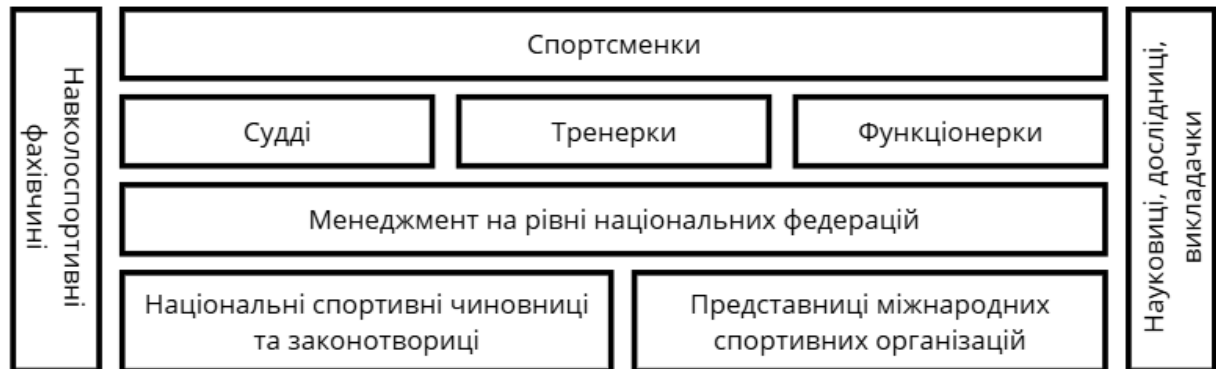 Навколоспортивні
фахівчині
Спортсменки
Судді
Тренерки
Функціонерки
Менеджмент на рівні національних федерацій
Національні спортивні чиновниці
та законотвориці
Представниці міжнародних
спортивних організацій
Науковиці, дослідниці,
викладачки